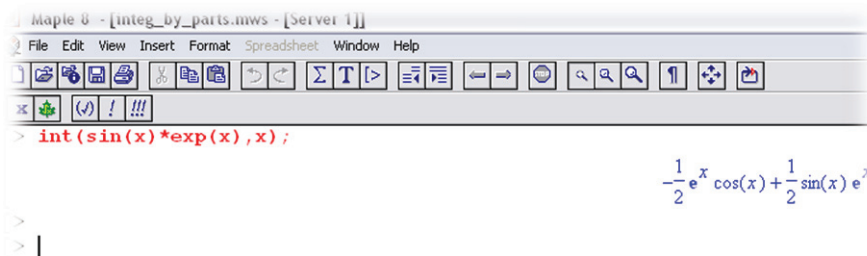 Maple 8 - [integ_by_parts.mws - [Server 1]]
File Edit View Insert Format Spreadsheet Window Help
Σ T [> ¶
x (√) ! !!!
> int(sin(x)*exp(x),x);
-1/2 e^x cos(x) + 1/2 sin(x) e^x
>
>